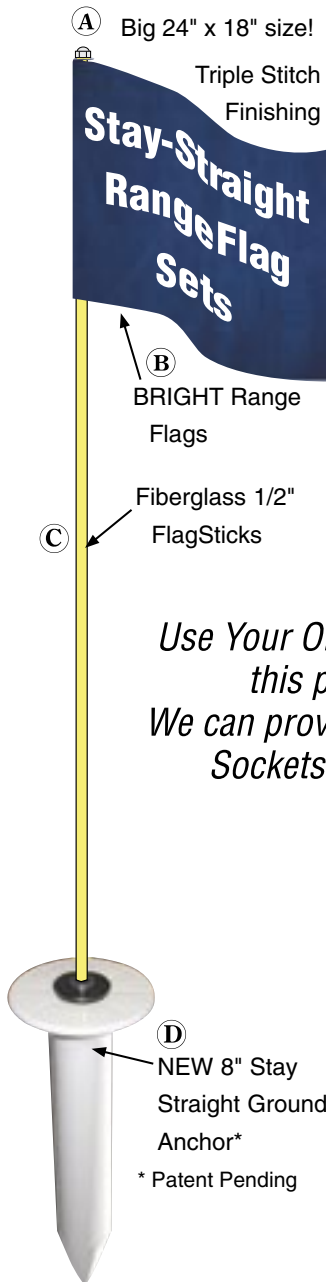 A Big 24" x 18" size!
Triple Stitch
Finishing
Stay-Straight
RangeFlag
Sets
B
BRIGHT Range
Flags
Fiberglass 1/2"
C FlagSticks
Use Your
this
We can
Sockets
D
NEW 8" Stay
Straight Ground
Anchor*
* Patent Pending